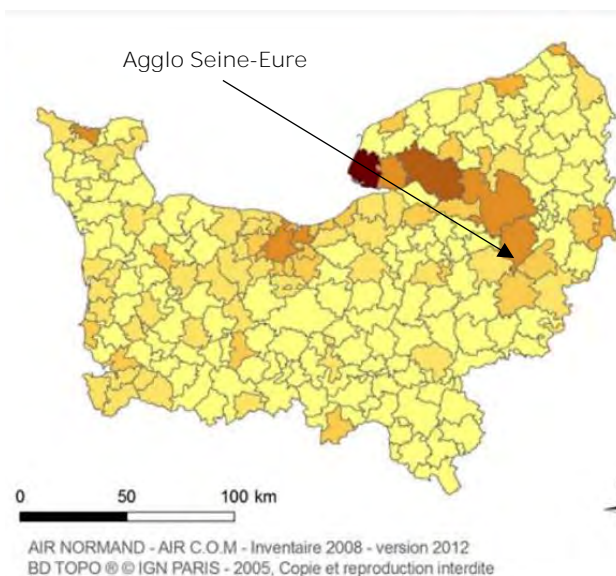 Agglo Seine-Eure
0 50 100 km
AIR NORMAND - AIR C.O.M - Inventaire 2008 - version 2012
BD TOPO ® © IGN PARIS - 2005, Copie et reproduction interdite